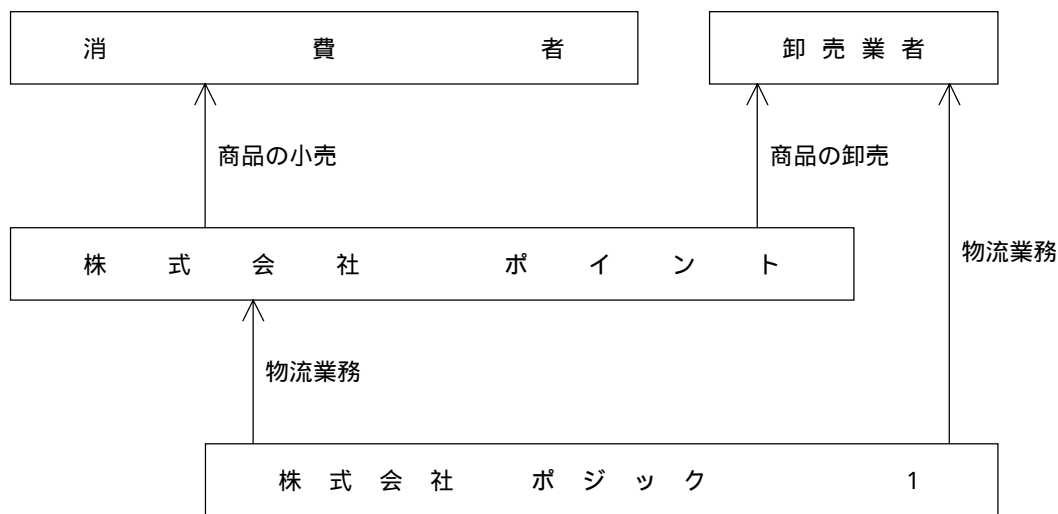 消費者
卸売業者
商品の小売
商品の卸売
株式会社 ポイント
物流業務
物流業務
株式会社 ポジック 1